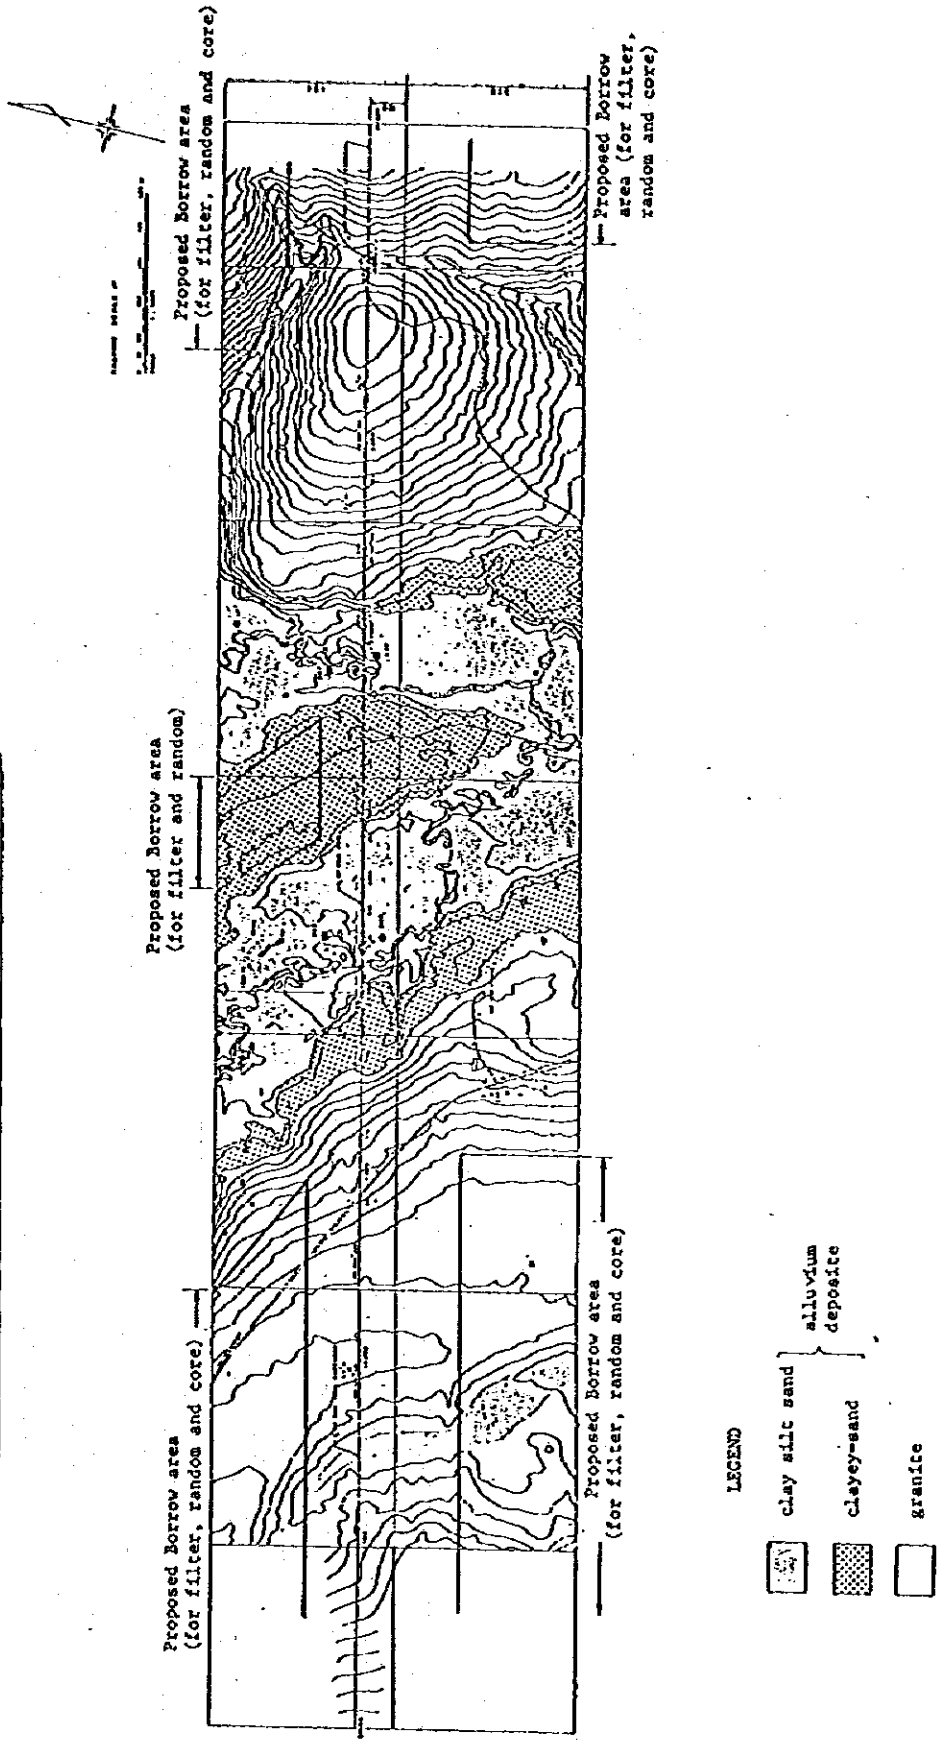 Proposed Borrow area
(for filter, random and core)
Proposed Borrow area
(for filter and random)
Proposed Borrow area
(for filter, random and core)
Proposed Borrow area
(for filter, random and core)
Proposed Borrow
area (for filter,
random and core)
LEGEND
clay silt sand
clayey-sand
alluvium
deposite
granite